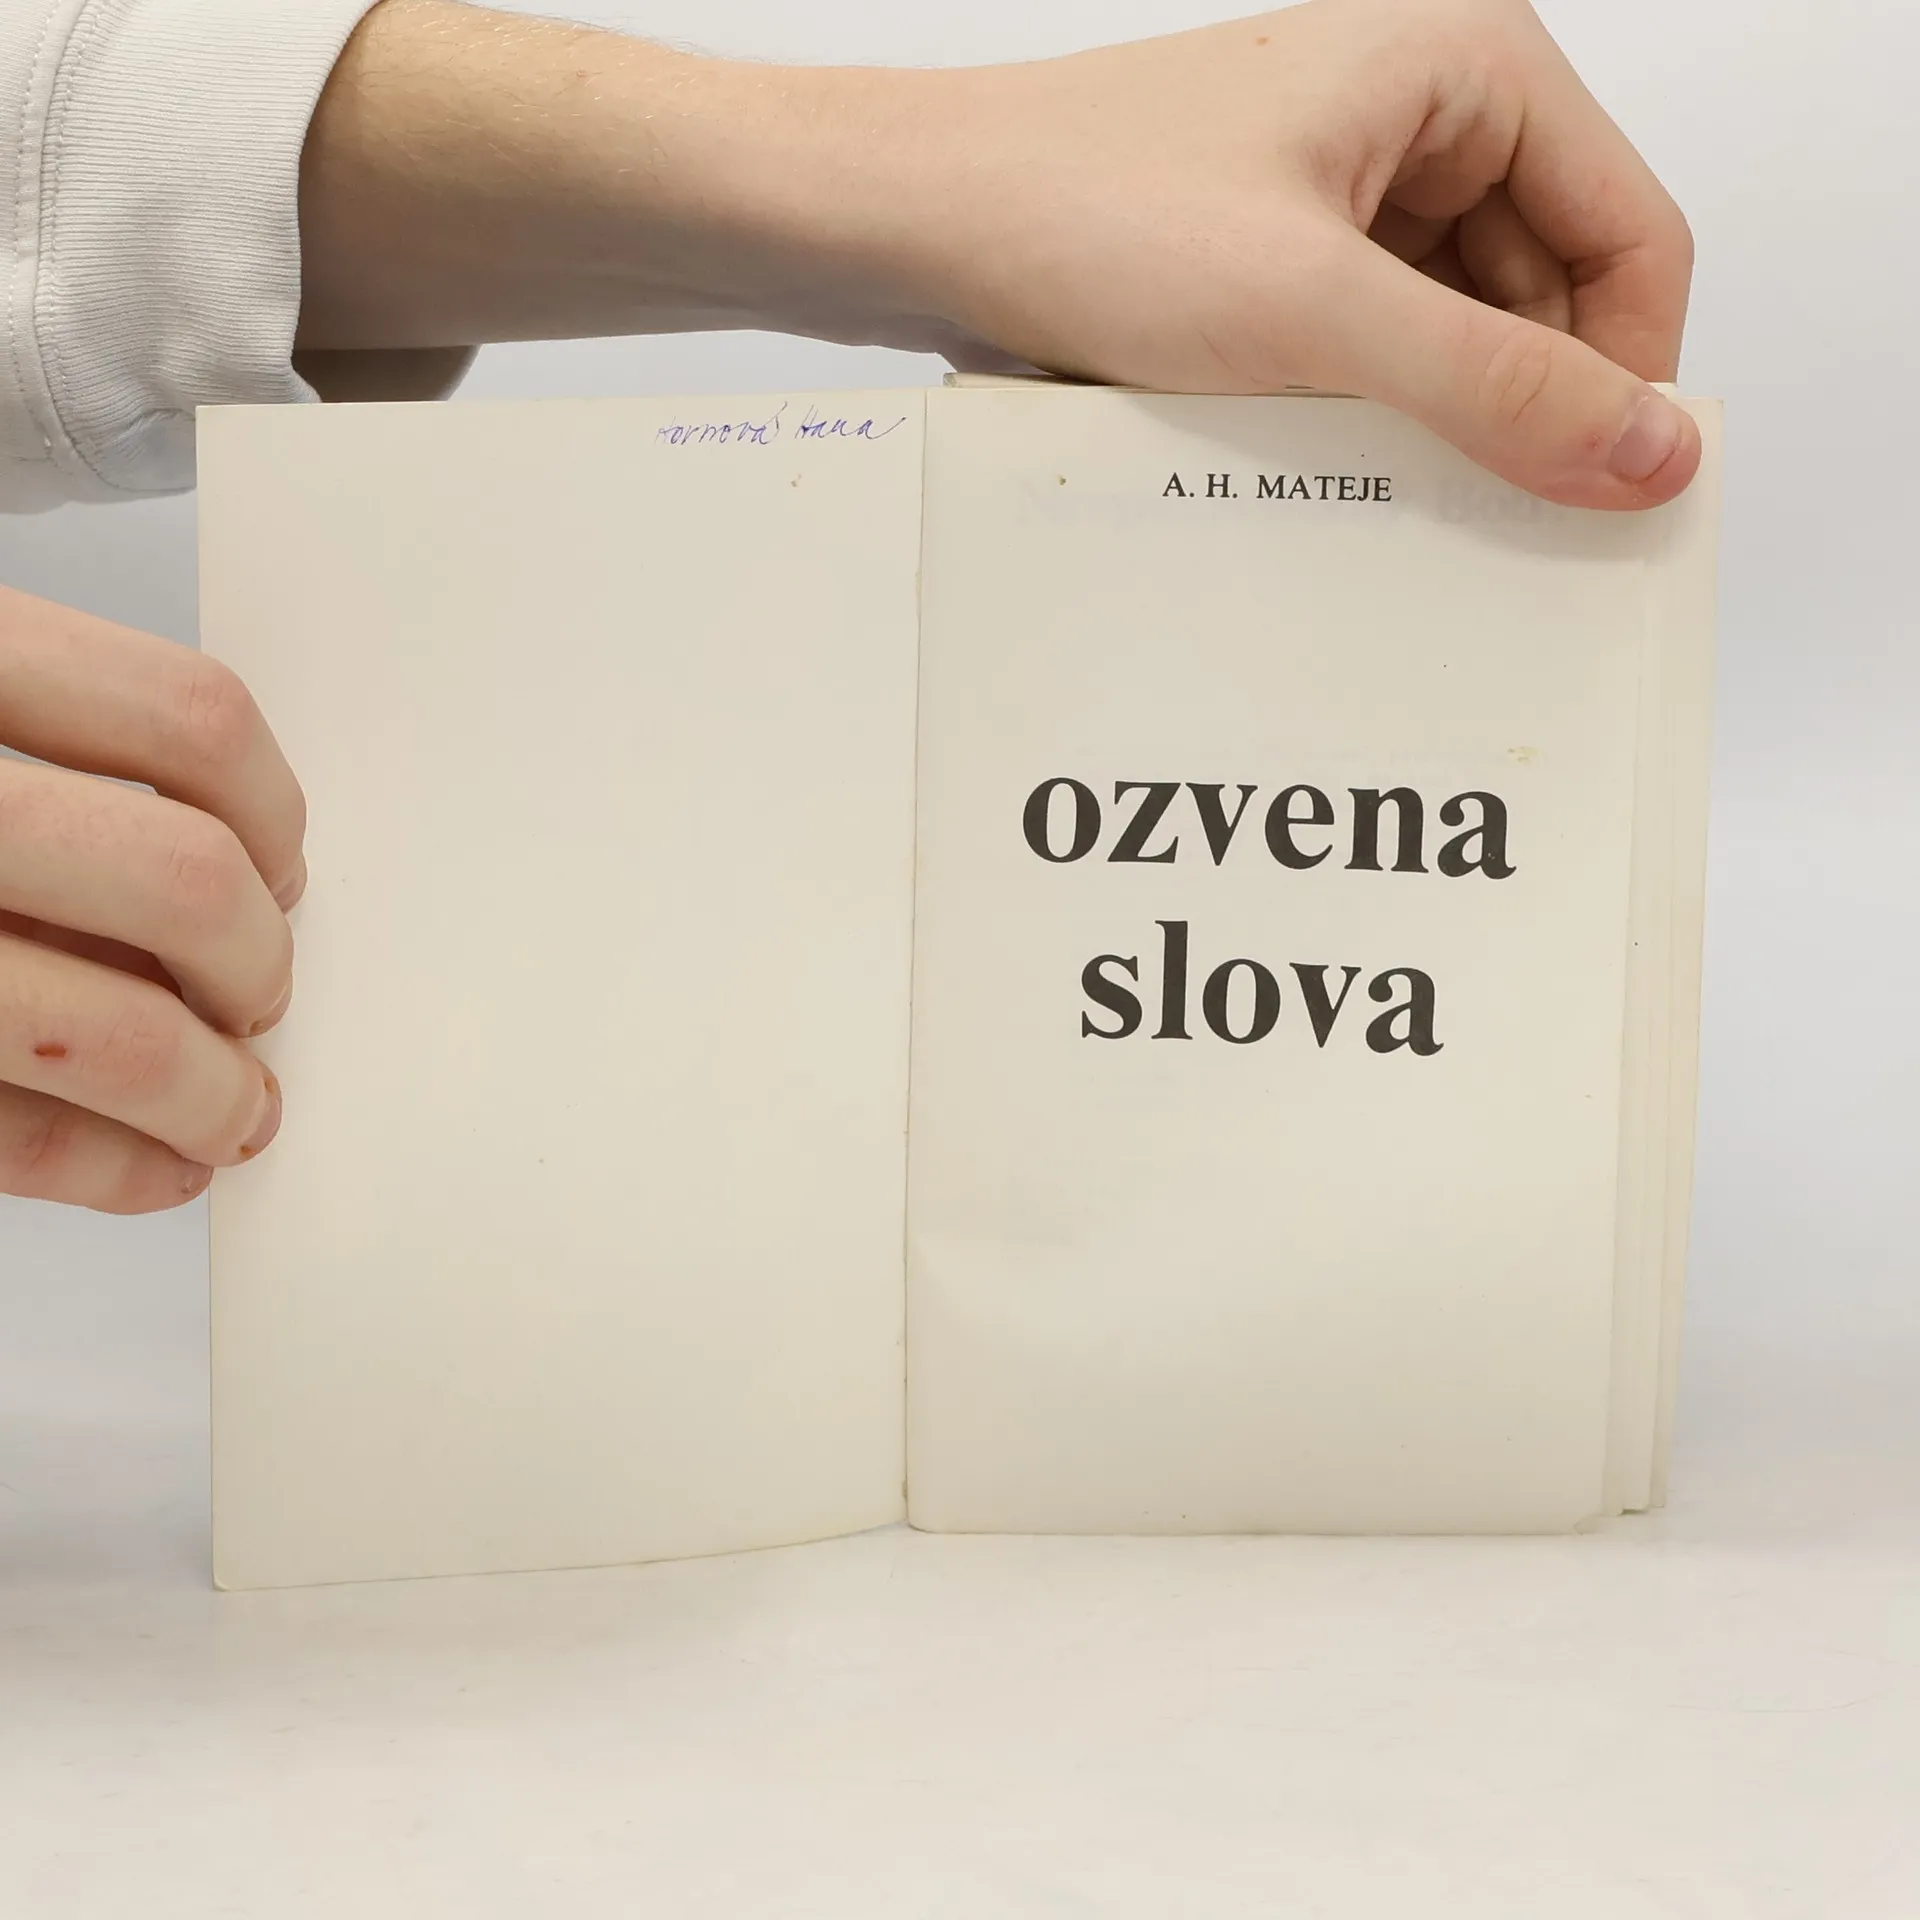 Hornová Hana
A. H. MATEJE
ozvena
slova